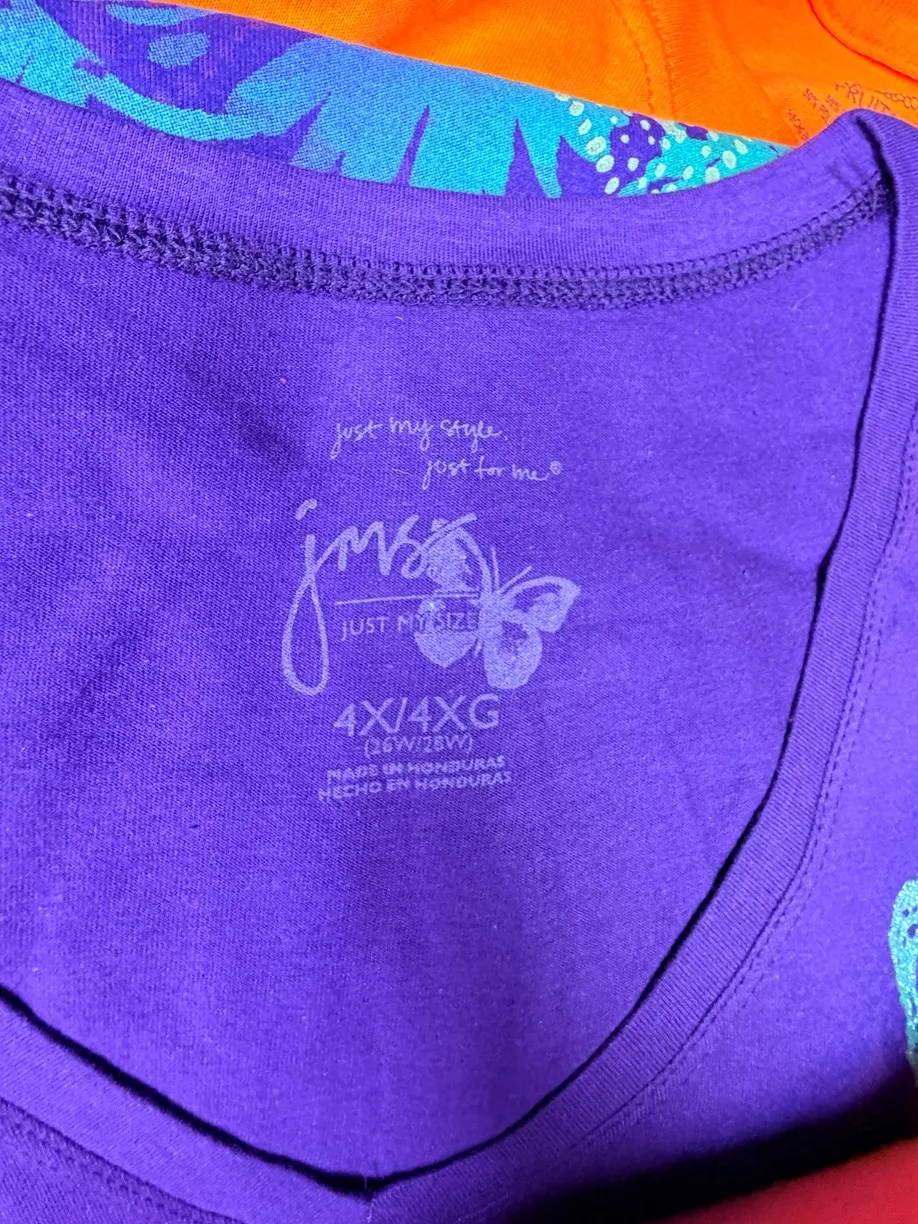 just my style.
just for me®
jms
JUST MY SIZE
4X/4XG
(26W/28W)
MADE IN HONDURAS
HECHO EN HONDURAS